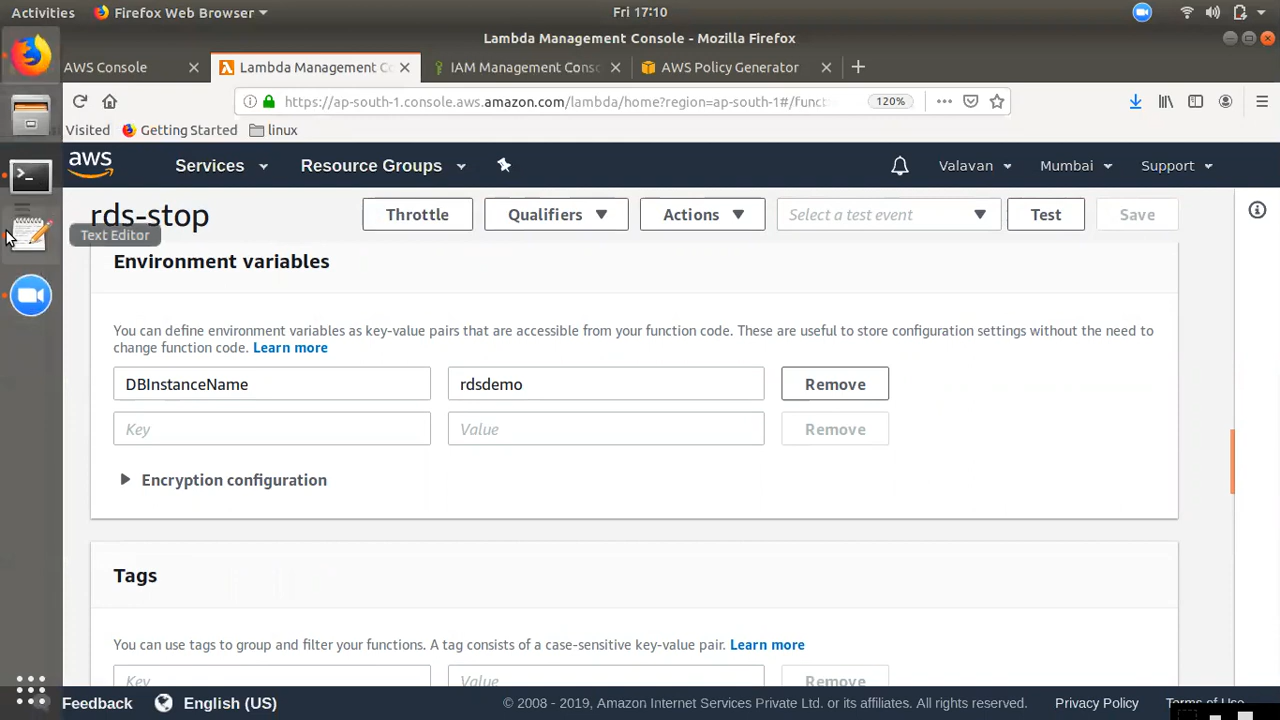 Activities Firefox Web Browser Fri 17:10
Lambda Management Console - Mozilla Firefox
AWS Console Lambda Management Co IAM Management Conso AWS Policy Generator
https://ap-south-1.console.aws.amazon.com/lambda/home?region=ap-south-1#/functi 120%
Visited Getting Started linux
aws Services Resource Groups Valavan Mumbai Support
rds-stop Throttle Qualifiers Actions Select a test event Test Save
Text Editor
Environment variables
You can define environment variables as key-value pairs that are accessible from your function code. These are useful to store configuration settings without the need to
change function code. Learn more
DBInstanceName rdsdemo Remove
Key Value Remove
Encryption configuration
Tags
You can use tags to group and filter your functions. A tag consists of a case-sensitive key-value pair. Learn more
Key Value Remove
Feedback English (US) © 2008 - 2019, Amazon Internet Services Private Ltd. or its affiliates. All rights reserved. Privacy Policy Terms of Use